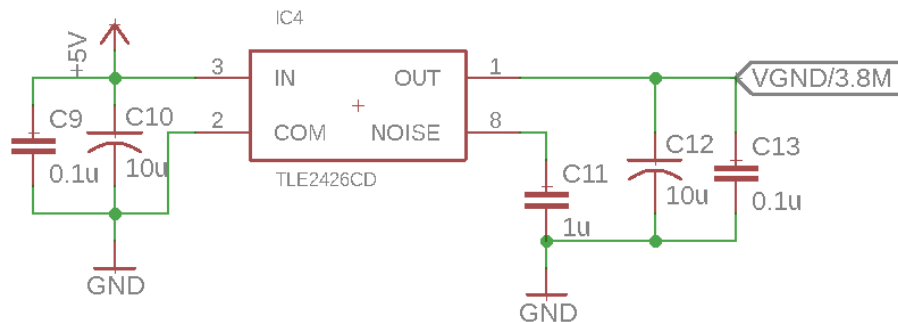 IC4
+5V
3
IN
OUT
1
VGND/3.8M
C9
0.1u
C10
10u
2
COM
NOISE
8
TLE2426CD
C11
1u
C12
10u
C13
0.1u
GND
GND